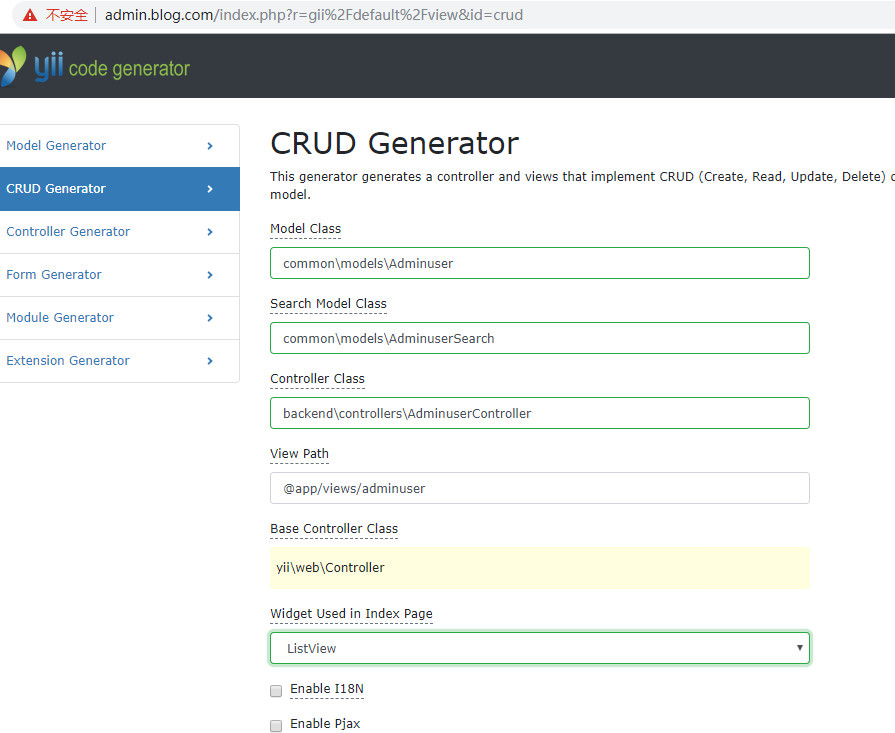 不安全 admin.blog.com/index.php?r=gii%2Fdefault%2Fview&id=crud
yii code generator
Model Generator
CRUD Generator
Controller Generator
Form Generator
Module Generator
Extension Generator
CRUD Generator
This generator generates a controller and views that implement CRUD (Create, Read, Update, Delete)
model.
Model Class
common\models\Adminuser
Search Model Class
common\models\AdminuserSearch
Controller Class
backend\controllers\AdminuserController
View Path
@app/views/adminuser
Base Controller Class
yii\web\Controller
Widget Used in Index Page
ListView
Enable I18N
Enable Pjax